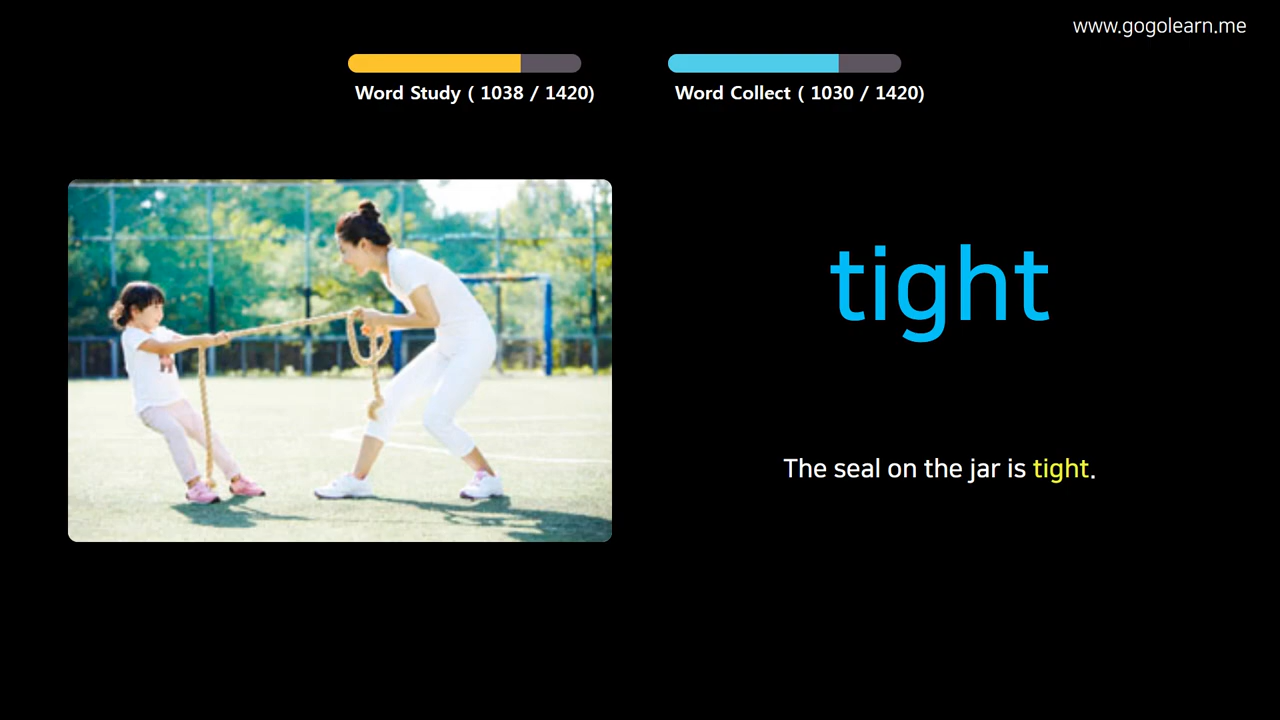 www.gogolearn.me
Word Study ( 1038 / 1420)
Word Collect ( 1030 / 1420)
tight
The seal on the jar is tight.